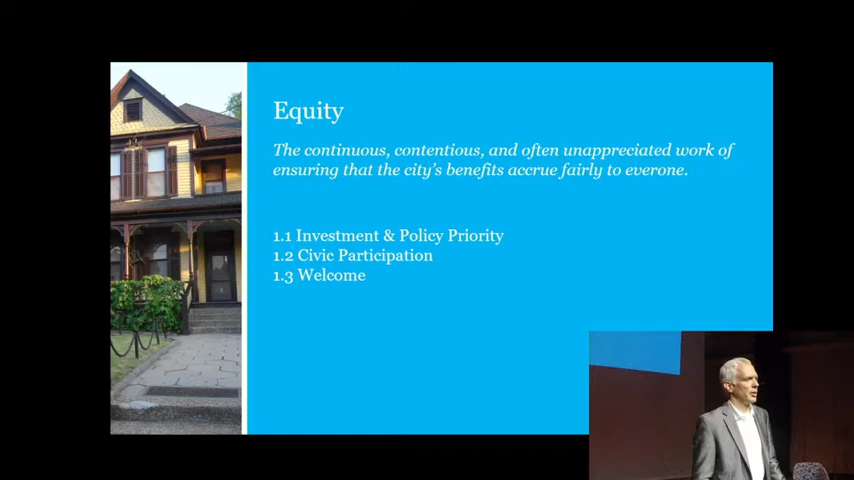 Equity
The continuous, contentious, and often unappreciated work of
ensuring that the city's benefits accrue fairly to everone.
1.1 Investment & Policy Priority
1.2 Civic Participation
1.3 Welcome